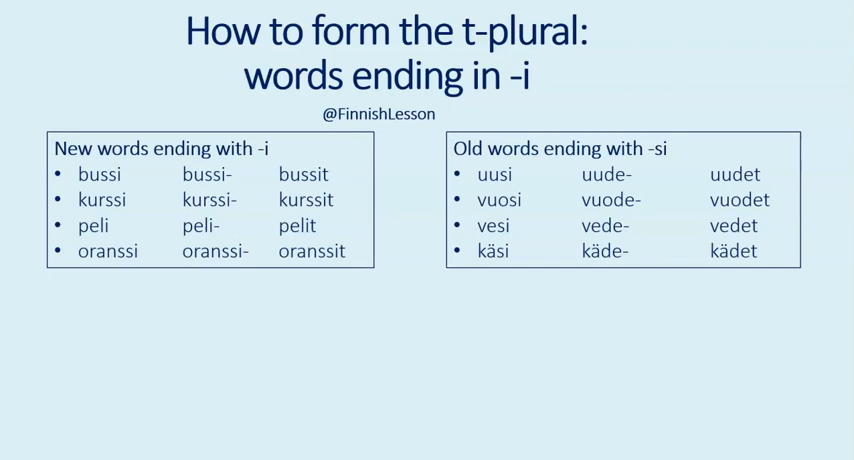 How to form the t-plural:
words ending in -i
@FinnishLesson
New words ending with -i
• bussi bussi- bussit
• kurssi kurssi- kurssit
• peli peli- pelit
• oranssi oranssi- oranssit
Old words ending with -si
• uusi uude- uudet
• vuosi vuode- vuodet
• vesi vede- vedet
• käsi käde- kädet